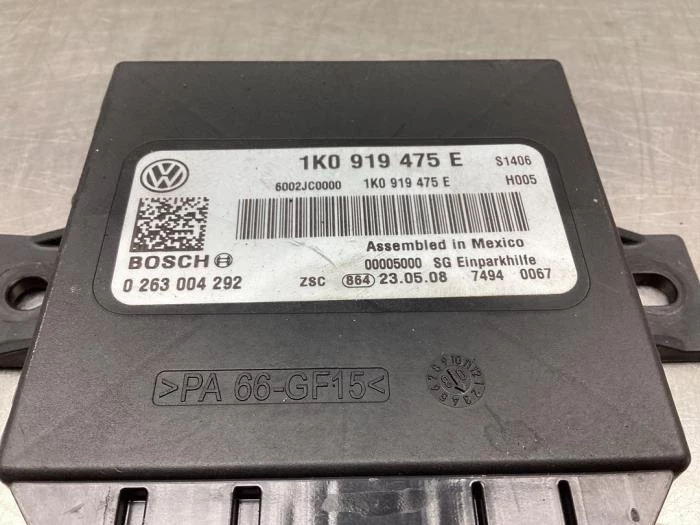 1K0 919 475 E S1406
6002JC0000 1K0 919 475 E H005
Assembled in Mexico
BOSCH 00005000 SG Einparkhilfe
0 263 004 292 ZSC 864 23.05.08 7494 0067
>PA 66-GF15<